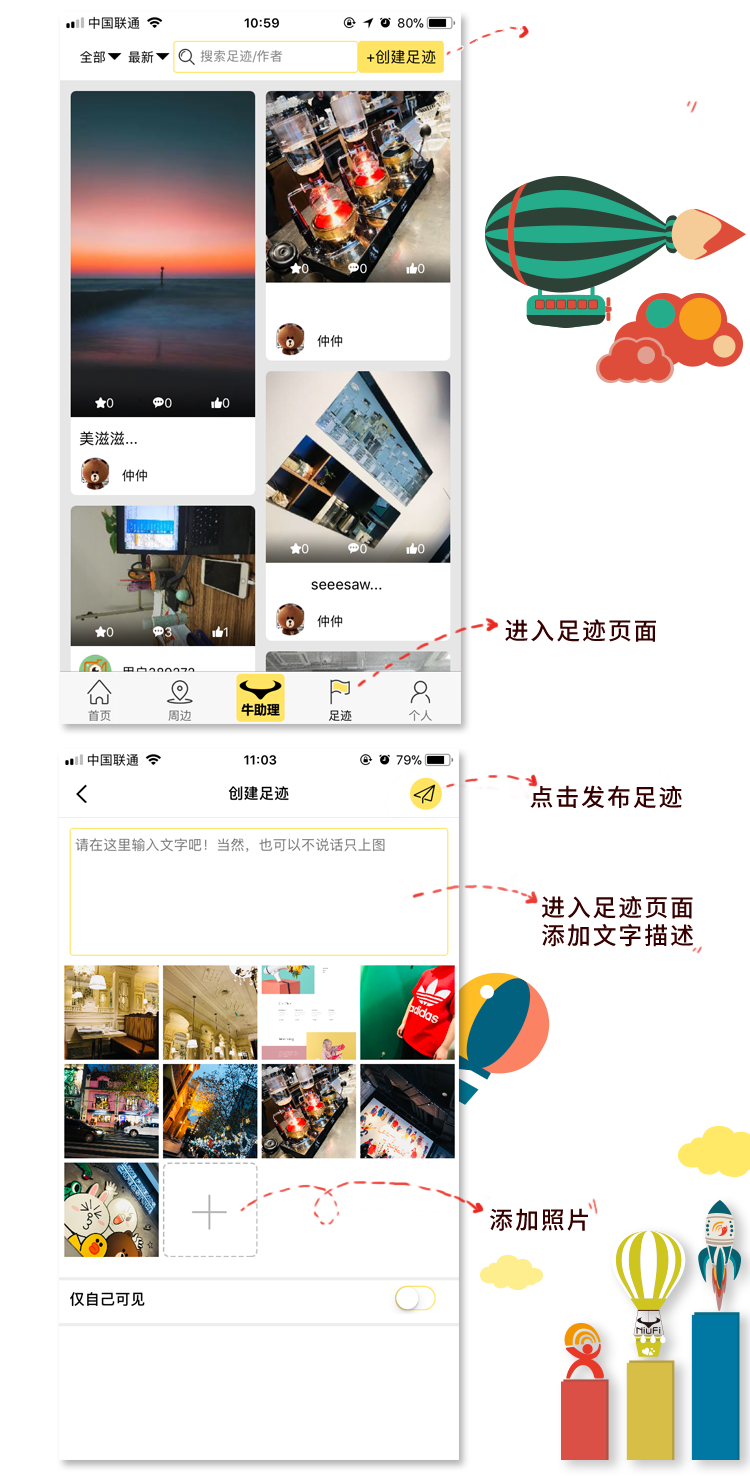 中国联通 10:59 80%
全部 最新 搜索足迹/作者 +创建足迹
0 0 0
0 0 0
仲仲
美滋滋...
仲仲
0 0 0
seeesaw...
0 3 1
仲仲
用户289272
进入足迹页面
首页 周边 牛助理 足迹 个人
中国联通 11:03 79%
创建足迹
点击发布足迹
请在这里输入文字吧！当然，也可以不说话只上图
进入足迹页面
添加文字描述
adidas
添加照片
仅自己可见
NiuFi